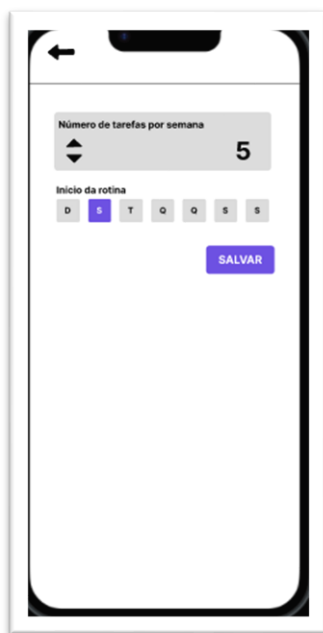 Número de tarefas por semana
5
Início da rotina
D S T Q Q S S
SALVAR